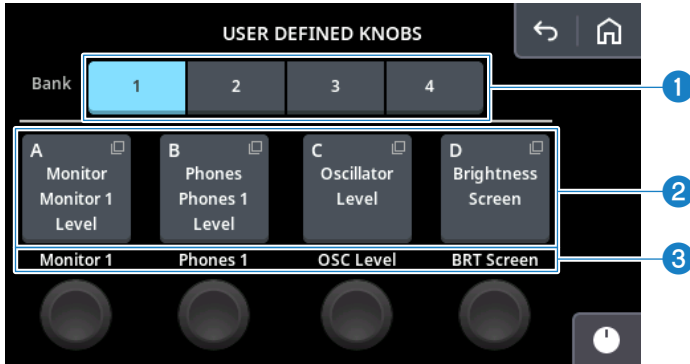 USER DEFINED KNOBS
Bank 1 2 3 4
1
A B C D
Monitor Phones Oscillator Brightness
Monitor 1 Phones 1 Level Screen
Level Level
2
Monitor 1 Phones 1 OSC Level BRT Screen
3